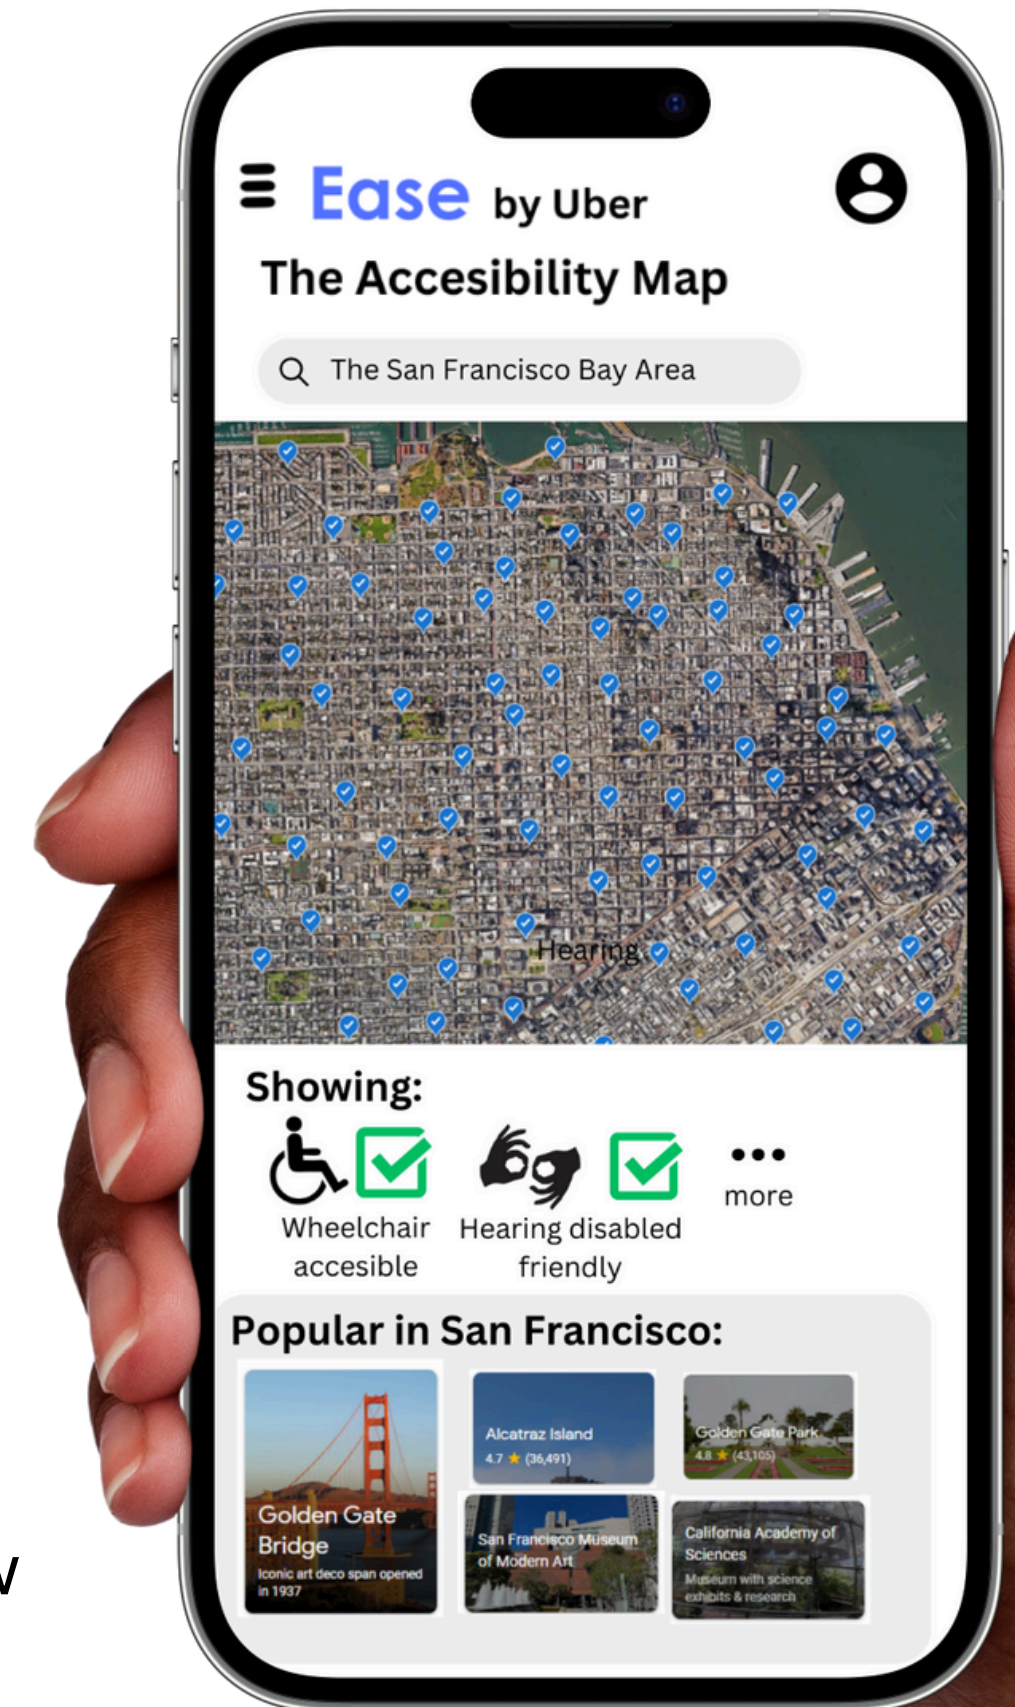 Ease by Uber
The Accesibility Map
The San Francisco Bay Area
Hearing
Showing:
Wheelchair
accesible
Hearing disabled
friendly
more
Popular in San Francisco:
Golden Gate
Bridge
Iconic art deco span opened
in 1937
Alcatraz Island
4.7 ★ (36,491)
Golden Gate Park
4.8 ★ (43,105)
San Francisco Museum
of Modern Art
California Academy of
Sciences
Museum with science
exhibits & research